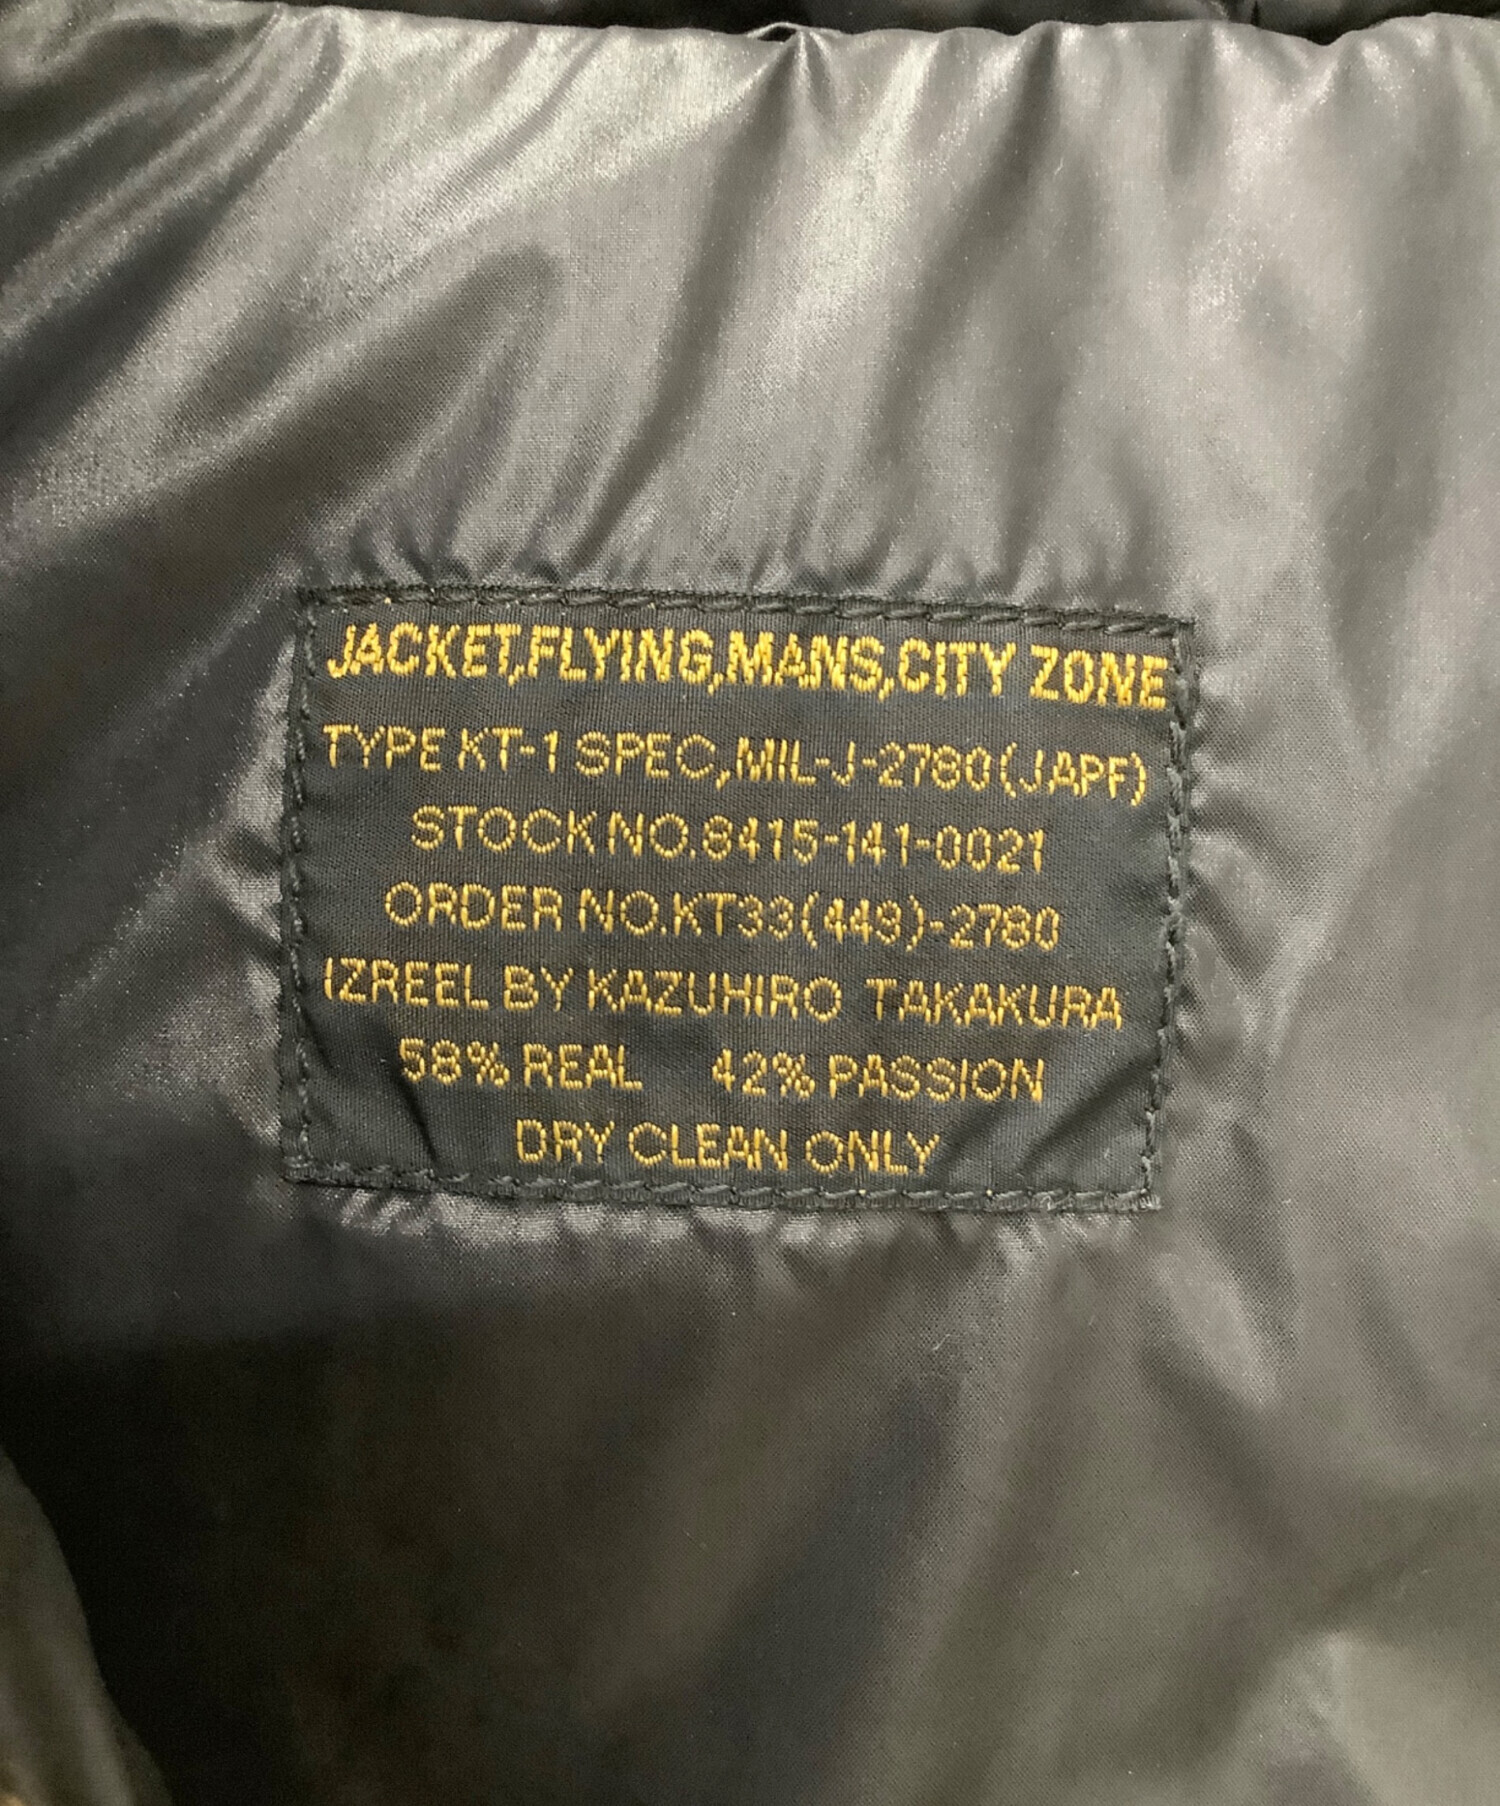 JACKET,FLYING,MANS,CITY ZONE
TYPE KT-1 SPEC,MIL-J-2780(JAPF)
STOCK NO.8415-141-0021
ORDER NO.KT33(449)-2780
IZREEL BY KAZUHIRO TAKAKURA
58% REAL 42% PASSION
DRY CLEAN ONLY